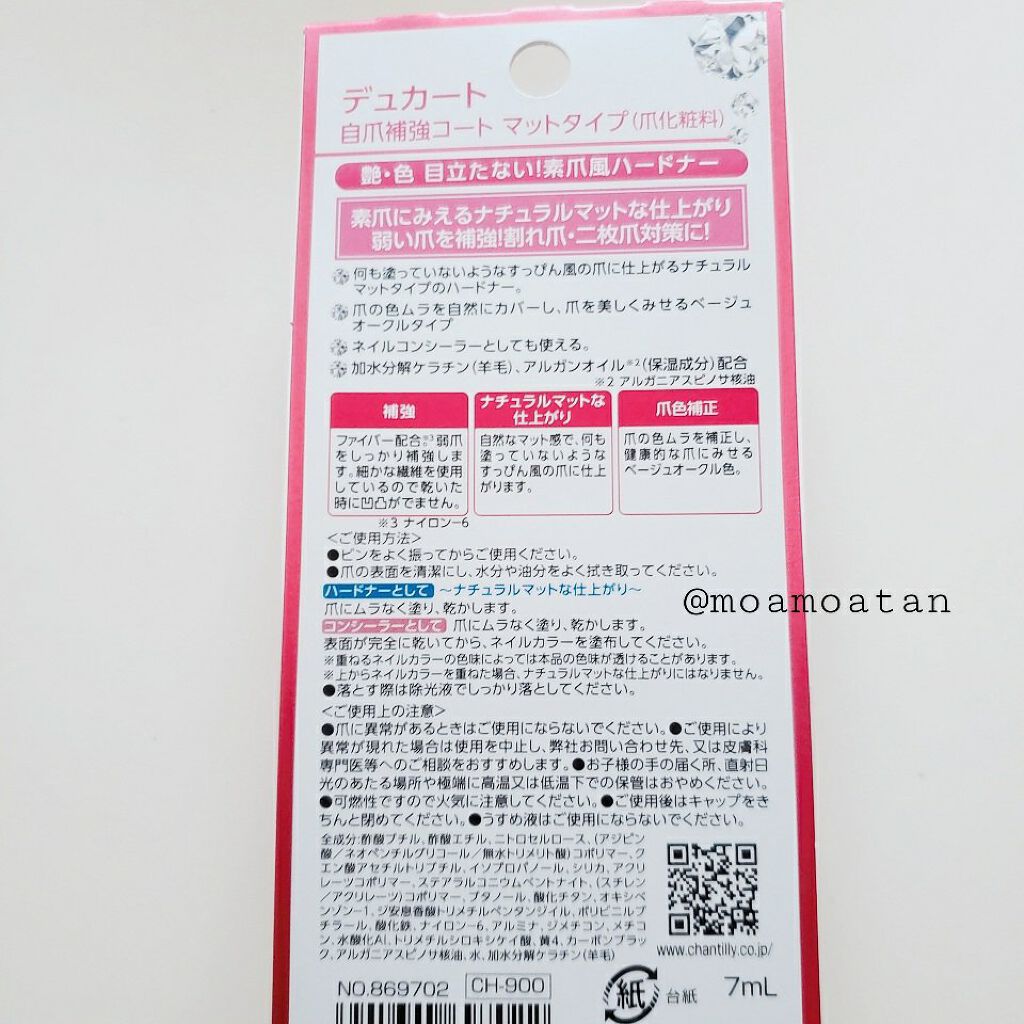 デュカート
自爪補強コート マットタイプ(爪化粧料)
艶・色 目立たない!素爪風ハードナー
素爪にみえるナチュラルマットな仕上がり
弱い爪を補強!割れ爪・二枚爪対策に!
何も塗っていないようなすっぴん風の爪に仕上がるナチュラル
マットタイプのハードナー。
爪の色ムラを自然にカバーし、爪を美しくみせるベージュ
オークルタイプ
ネイルコンシーラーとしても使える。
加水分解ケラチン(羊毛)、アルガンオイル※2(保湿成分)配合
※2 アルガニアスピノサ核油
補強
ファイバー配合※3。弱爪
をしっかり補強しま
す。細かな繊維を使用
しているので乾いた
時に凹凸がでません。
※3 ナイロン-6
ナチュラルマットな
仕上がり
自然なマット感で、何も
塗っていないような
すっぴん風の爪に仕上
がります。
爪色補正
爪の色ムラを補正し、
健康的な爪にみせる
ベージュオークル色。
<ご使用方法>
●ビンをよく振ってからご使用ください。
●爪の表面を清潔にし、水分や油分をよく拭き取ってください。
ハードナーとして ~ナチュラルマットな仕上がり~
爪にムラなく塗り、乾かします。
コンシーラーとして 爪にムラなく塗り、乾かします。
表面が完全に乾いてから、ネイルカラーを塗布してください。
※重ねるネイルカラーの色味によっては本品の色味が透けることがあります。
※上からネイルカラーを重ねた場合、ナチュラルマットな仕上がりにはなりません。
●落とす際は除光液でしっかり落としてください。
<ご使用上の注意>
●爪に異常があるときはご使用にならないでください。●ご使用により
異常が現れた場合は使用を中止し、弊社お問い合わせ先、又は皮膚科
専門医等へのご相談をおすすめします。●お子様の手の届く所、直射日
光のあたる場所や極端に高温又は低温下での保管はおやめください。
●可燃性ですので火気に注意してください。●ご使用後はキャップをき
ちんと閉めてください。●うすめ液はご使用にならないでください。
全成分:酢酸ブチル、酢酸エチル、ニトロセルロース、(アジピン
酸/ネオペンチルグリコール/無水トリメリト酸)コポリマー、ク
エン酸アセチルトリブチル、イソプロパノール、シリカ、アクリ
レーツコポリマー、ステアラルコニウムベントナイト、(スチレン
/アクリレーツ)コポリマー、ブタノール、酸化チタン、オキシベ
ンゾン-1、ジ安息香酸トリメチルペンタンジイル、ポリビニルブ
チラール、酸化鉄、ナイロン-6、アルミナ、ジメチコン、メチコ
ン、水酸化Al、トリメチルシロキシケイ酸、黄4、カーボンブラッ
ク、アルガニアスピノサ核油、水、加水分解ケラチン(羊毛)
www.chantilly.co.jp/
NO.869702 CH-900
紙 台紙 7mL
@moamoatan